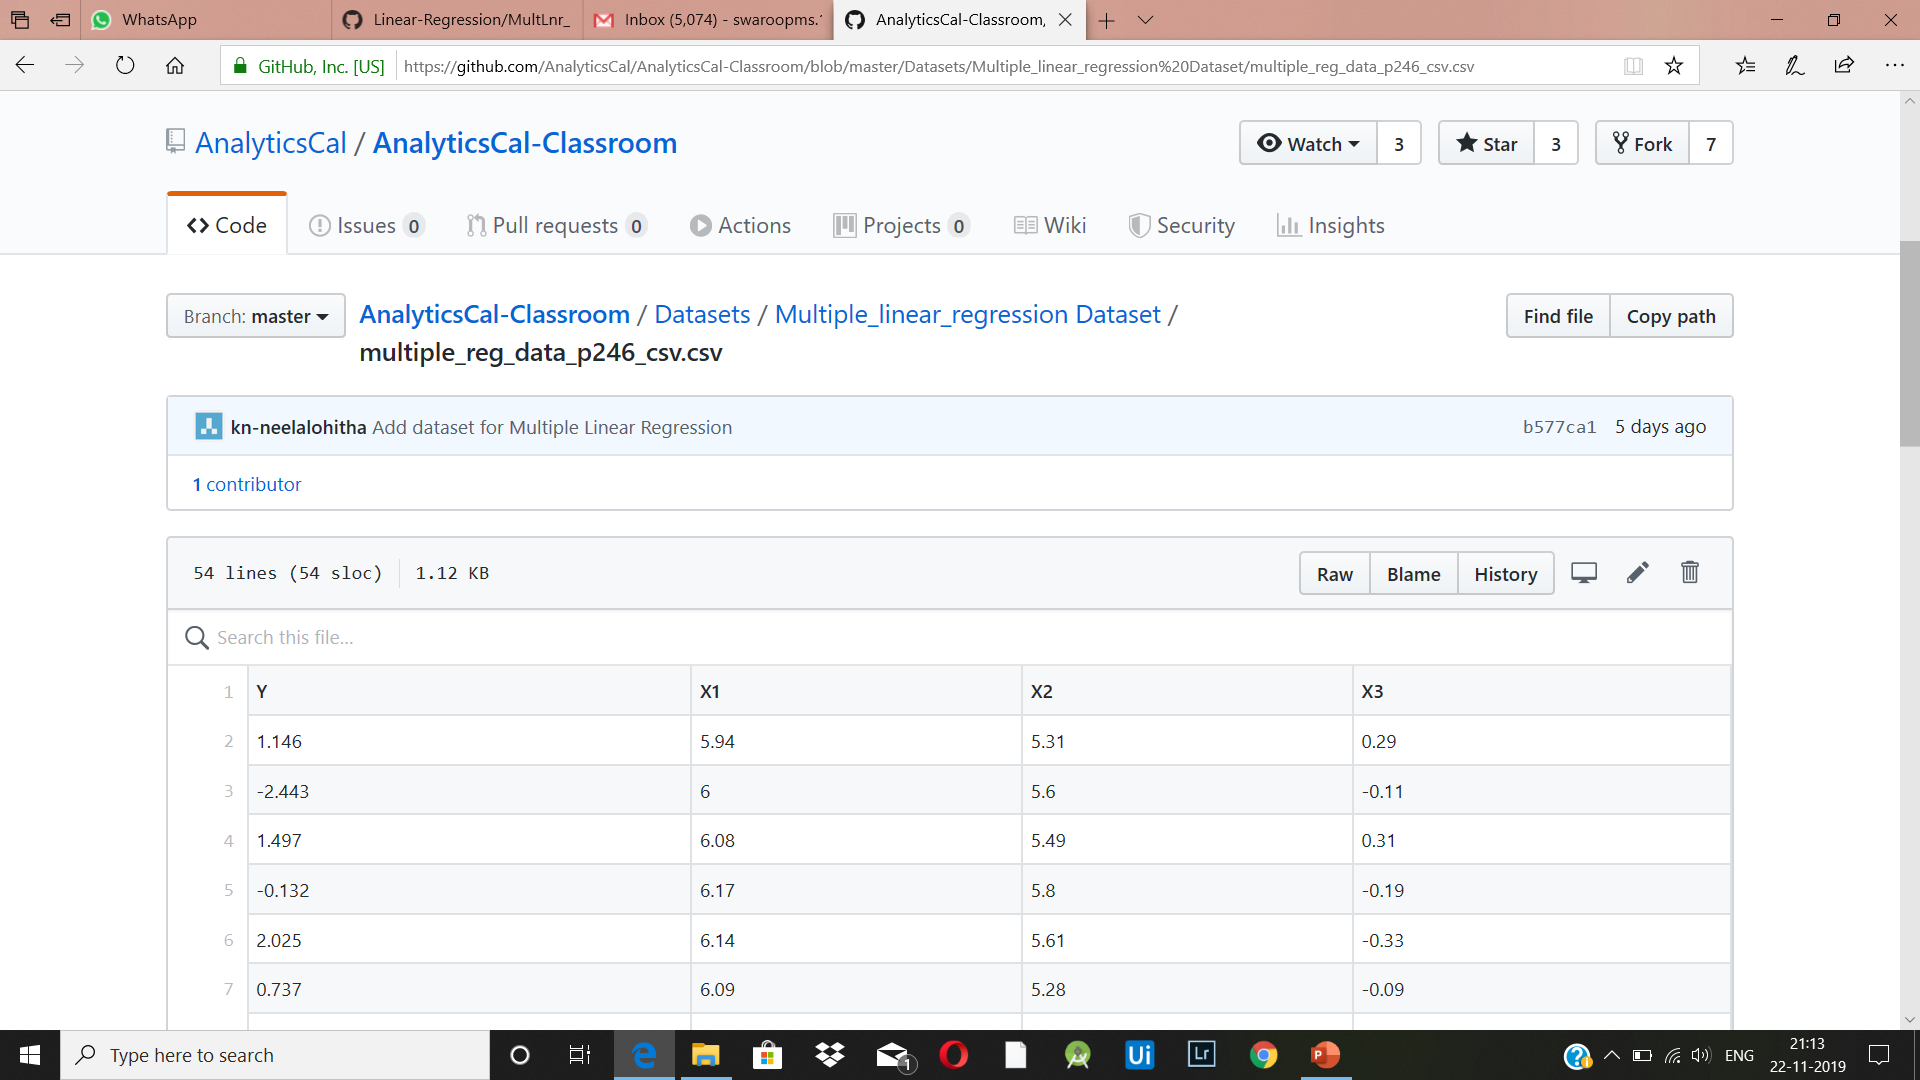 WhatsApp
Linear-Regression/MultLnr_
Inbox (5,074) - swaroopms.
AnalyticsCal-Classroom,
GitHub, Inc. [US]
https://github.com/AnalyticsCal/AnalyticsCal-Classroom/blob/master/Datasets/Multiple_linear_regression%20Dataset/multiple_reg_data_p246_csv.csv
AnalyticsCal / AnalyticsCal-Classroom
Watch 3
Star 3
Fork 7
Code
Issues 0
Pull requests 0
Actions
Projects 0
Wiki
Security
Insights
Branch: master
AnalyticsCal-Classroom / Datasets / Multiple_linear_regression Dataset /
multiple_reg_data_p246_csv.csv
Find file
Copy path
kn-neelalohitha Add dataset for Multiple Linear Regression
b577ca1 5 days ago
1 contributor
54 lines (54 sloc) 1.12 KB
Raw
Blame
History
Search this file...
1 Y X1 X2 X3
2 1.146 5.94 5.31 0.29
3 -2.443 6 5.6 -0.11
4 1.497 6.08 5.49 0.31
5 -0.132 6.17 5.8 -0.19
6 2.025 6.14 5.61 -0.33
7 0.737 6.09 5.28 -0.09
Type here to search
1
Ui
Lr
P
ENG
21:13
22-11-2019